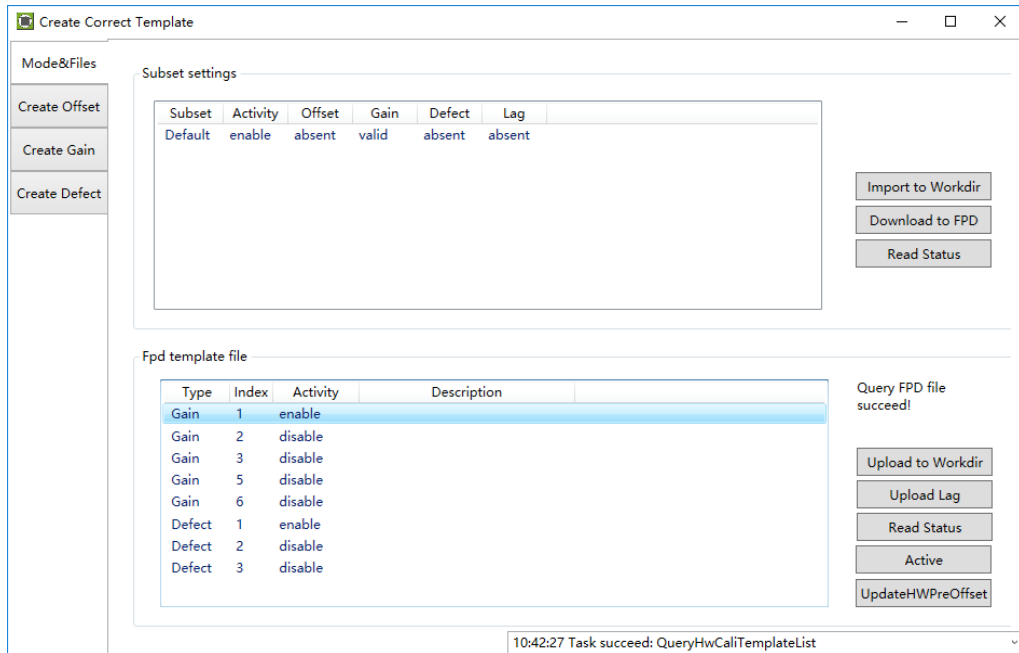 Create Correct Template
Mode&Files
Create Offset
Create Gain
Create Defect
Subset settings
Subset Activity Offset Gain Defect Lag
Default enable absent valid absent absent
Import to Workdir
Download to FPD
Read Status
Fpd template file
Type Index Activity Description
Gain 1 enable
Gain 2 disable
Gain 3 disable
Gain 5 disable
Gain 6 disable
Defect 1 enable
Defect 2 disable
Defect 3 disable
Query FPD file
succeed!
Upload to Workdir
Upload Lag
Read Status
Active
UpdateHWPreOffset
10:42:27 Task succeed: QueryHwCaliTemplateList